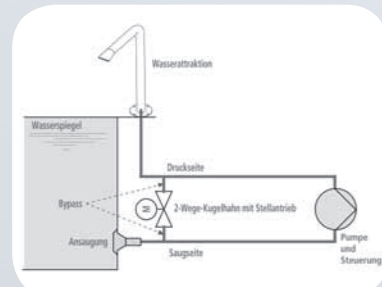 Wasserattraktion
Wasserspiegel
Druckseite
Bypass
M
2-Wege-Kugelhahn mit Stellantrieb
Ansaugung
Saugseite
Pumpe
und
Steuerung